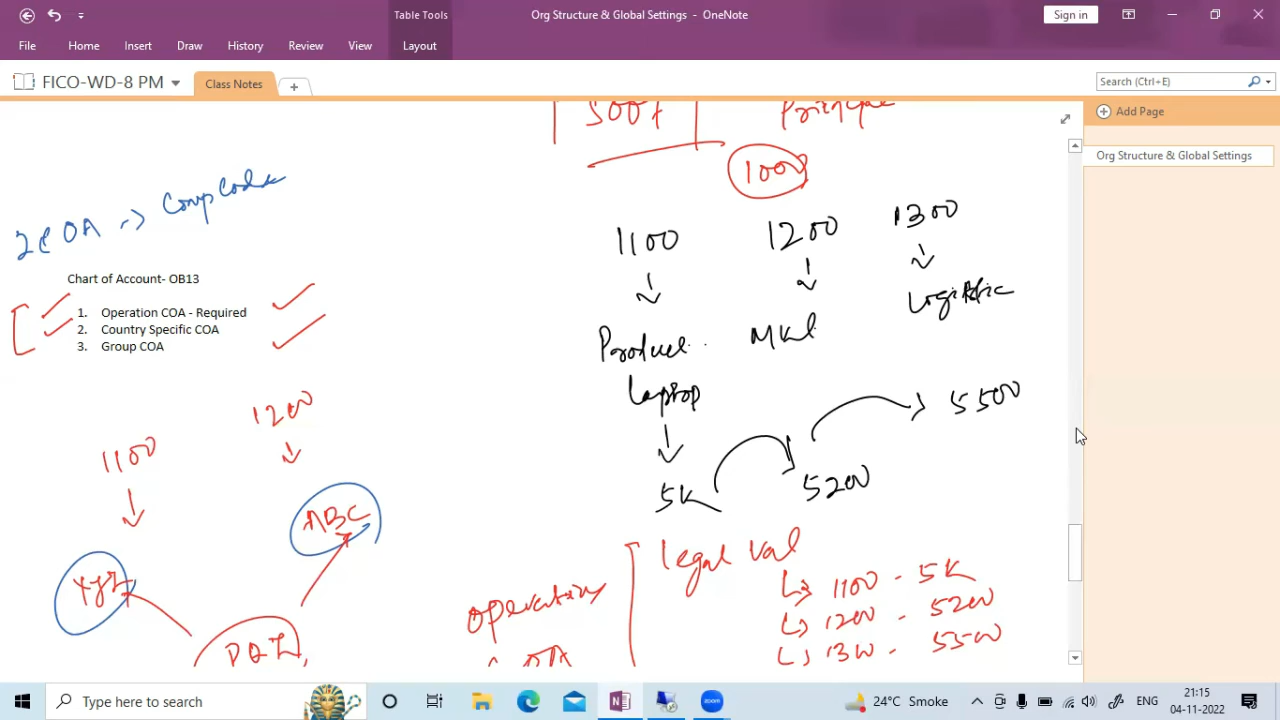 Table Tools
Org Structure & Global Settings - OneNote
Sign in
File Home Insert Draw History Review View Layout
FICO-WD-8 PM
Class Notes
Search (Ctrl+E)
Add Page
Org Structure & Global Settings
Principle
1000
2 COA -> Comp Code
1100 1200 1300
Product Mkt Logistic
Laptop
5K 5200 5500
Chart of Account- OB13
1. Operation COA - Required
2. Country Specific COA
3. Group COA
1100 1200
XYZ ABC
Legal Val
1100 - 5K
1200 - 5200
1300 - 5500
Operations
COA
Type here to search
24°C Smoke
ENG
21:15
04-11-2022
zoom